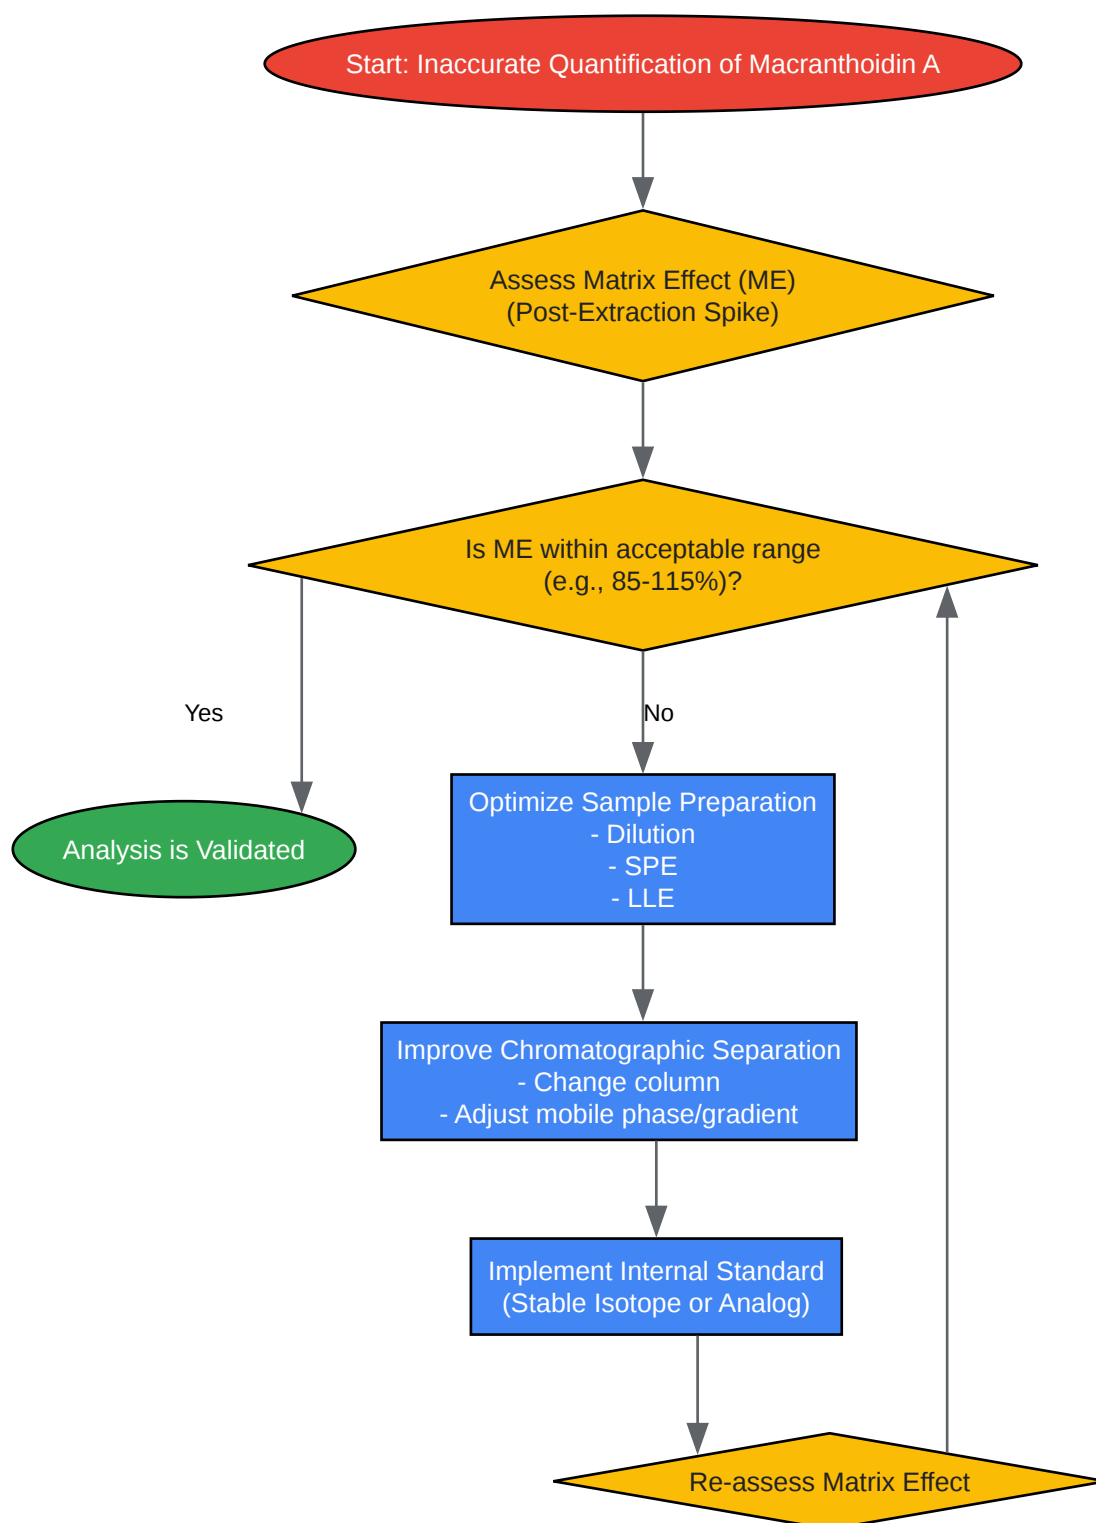 Start: Inaccurate Quantification of Macranthoidin A
Assess Matrix Effect (ME)
(Post-Extraction Spike)
Is ME within acceptable range
(e.g., 85-115%)?
Yes
No
Analysis is Validated
Optimize Sample Preparation
- Dilution
- SPE
- LLE
Improve Chromatographic Separation
- Change column
- Adjust mobile phase/gradient
Implement Internal Standard
(Stable Isotope or Analog)
Re-assess Matrix Effect